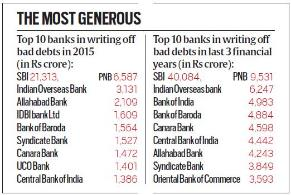 THE MOST GENEROUS
Top 10 banks in writing off
bad debts in 2015
(in Rs crore):
SBI 21,313, PNB 6,587
Indian Overseas Bank 3,131
Allahabad Bank 2,109
IDBI bank Ltd 1,609
Bank of Baroda 1,564
Syndicate Bank 1,527
Canara Bank 1,472
UCO Bank 1,401
Central Bank of India 1,386
Top 10 banks in writing off
bad debts in last 3 financial
years (in Rs crore):
SBI 40,084, PNB 9,531
Indian Overseas bank 6,247
Bank of India 4,983
Bank of Baroda 4,884
Canara Bank 4,598
Central Bank of India 4,442
Allahabad Bank 4,243
Syndicate Bank 3,849
Oriental Bank of Commerce 3,593